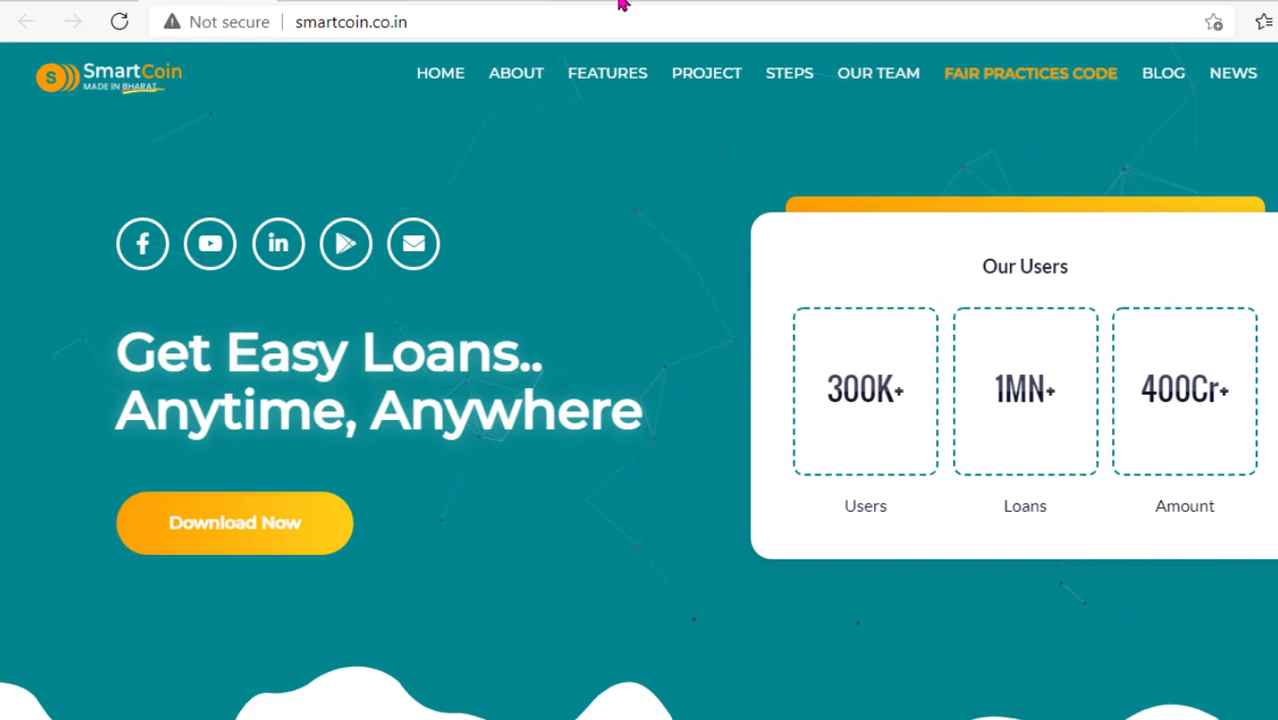 Not secure smartcoin.co.in
SmartCoin
MADE IN BHARAT
HOME ABOUT FEATURES PROJECT STEPS OUR TEAM FAIR PRACTICES CODE BLOG NEWS
Get Easy Loans..
Anytime, Anywhere
Download Now
Our Users
300K+ 1MN+ 400Cr+
Users Loans Amount